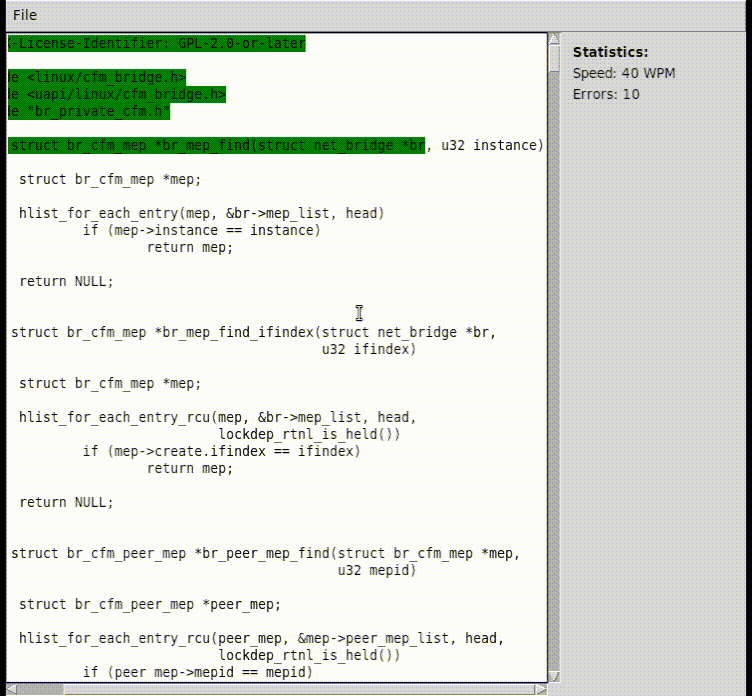 File
-License-Identifier: GPL-2.0-or-later
e <linux/cfm_bridge.h>
e <uapi/linux/cfm_bridge.h>
e "br_private_cfm.h"
struct br_cfm_mep *br_mep_find(struct net_bridge *br, u32 instance)
struct br_cfm_mep *mep;
hlist_for_each_entry(mep, &br->mep_list, head)
if (mep->instance == instance)
return mep;
return NULL;
struct br_cfm_mep *br_mep_find_ifindex(struct net_bridge *br,
u32 ifindex)
struct br_cfm_mep *mep;
hlist_for_each_entry_rcu(mep, &br->mep_list, head,
lockdep_rtnl_is_held())
if (mep->create.ifindex == ifindex)
return mep;
return NULL;
struct br_cfm_peer_mep *br_peer_mep_find(struct br_cfm_mep *mep,
u32 mepid)
struct br_cfm_peer_mep *peer_mep;
hlist_for_each_entry_rcu(peer_mep, &mep->peer_mep_list, head,
lockdep_rtnl_is_held())
if (peer_mep->mepid == mepid)
Statistics:
Speed: 40 WPM
Errors: 10